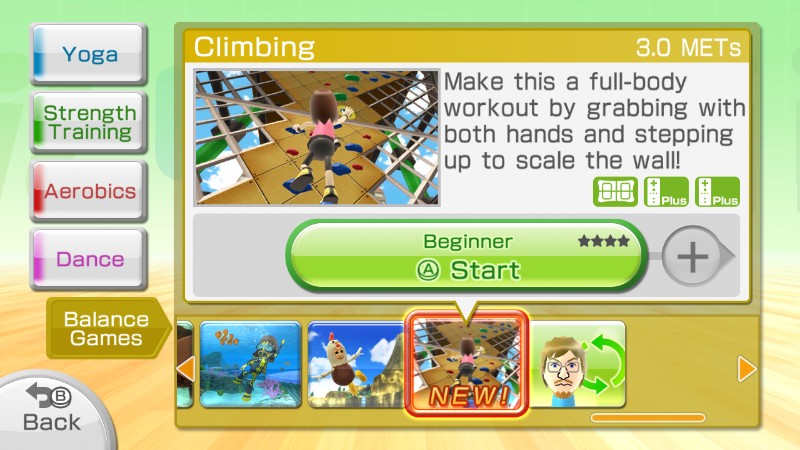 Yoga
Strength
Training
Aerobics
Dance
Balance
Games
B
Back
Climbing
3.0 METs
Make this a full-body
workout by grabbing with
both hands and stepping
up to scale the wall!
Plus
Plus
Beginner ★★★★
A Start
NEW!